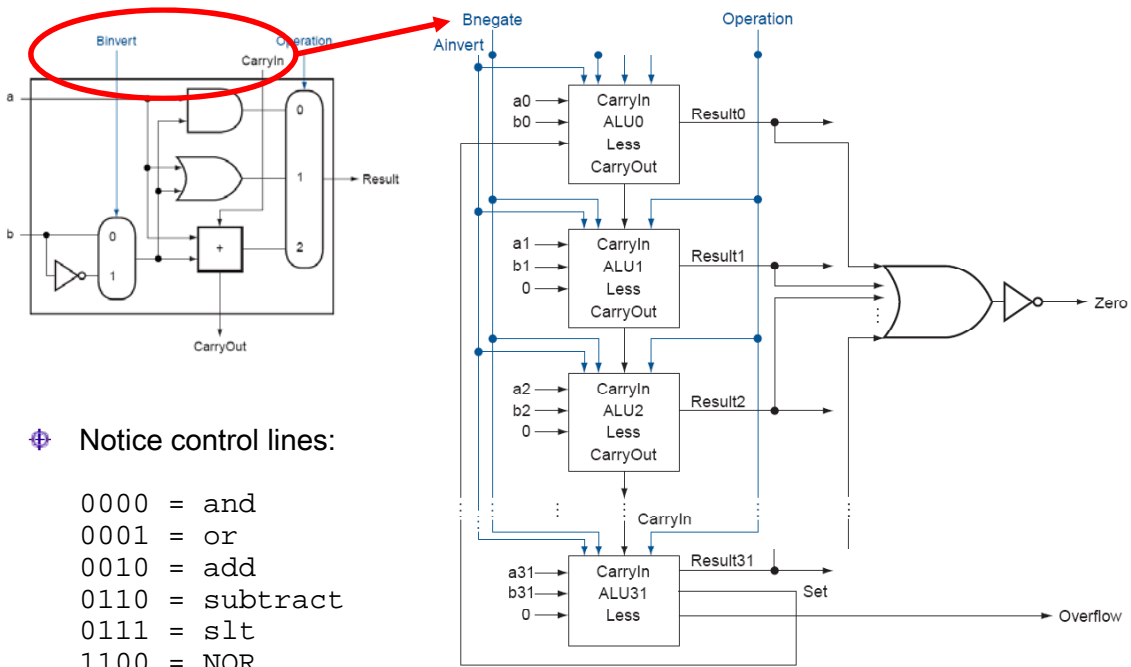 Binvert
Operation
CarryIn
a
0
1
Result
b
0
1
+
2
CarryOut
Notice control lines:
0000 = and
0001 = or
0010 = add
0110 = subtract
0111 = slt
1100 = NOR
Bnegate
Operation
Ainvert
a0
CarryIn
Result0
b0
ALU0
Less
CarryOut
a1
CarryIn
Result1
b1
ALU1
0
Less
CarryOut
Zero
a2
CarryIn
Result2
b2
ALU2
0
Less
CarryOut
CarryIn
a31
CarryIn
Result31
b31
ALU31
Set
0
Less
Overflow